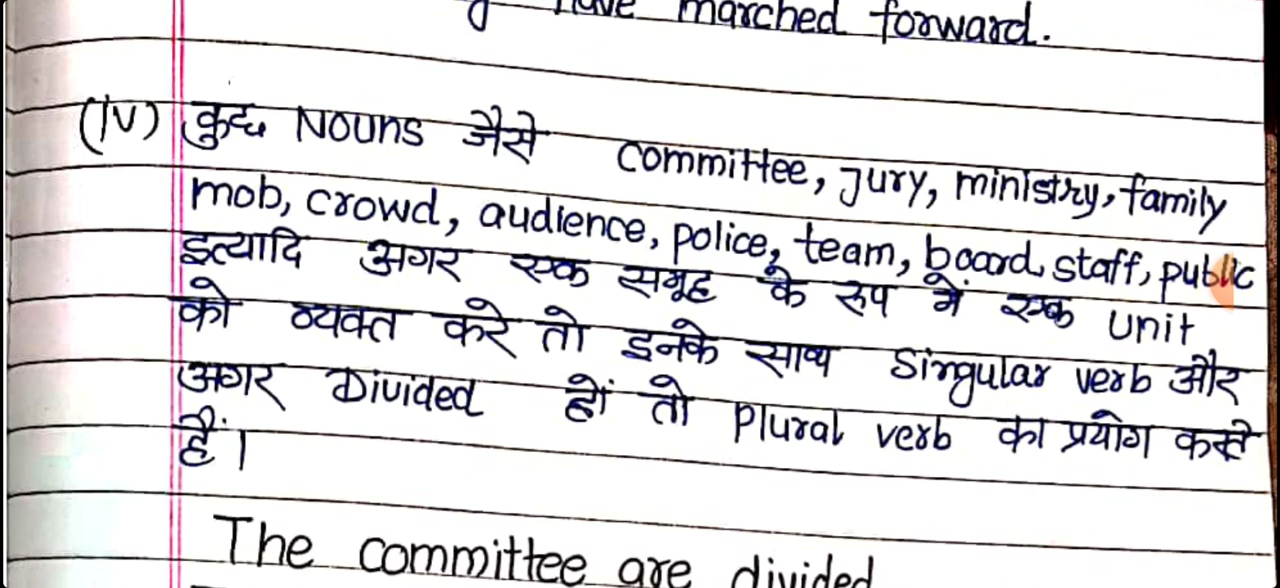 have marched forward.
(iv) कुछ Nouns जैसे committee, jury, ministry, family
mob, crowd, audience, police, team, board, staff, public
इत्यादि अगर एक समूह के रुप में एक unit
को व्यक्त करे तो इनके साथ singular verb और
अगर Divided हों तो plural verb का प्रयोग करते
हैं।
The committee are divided